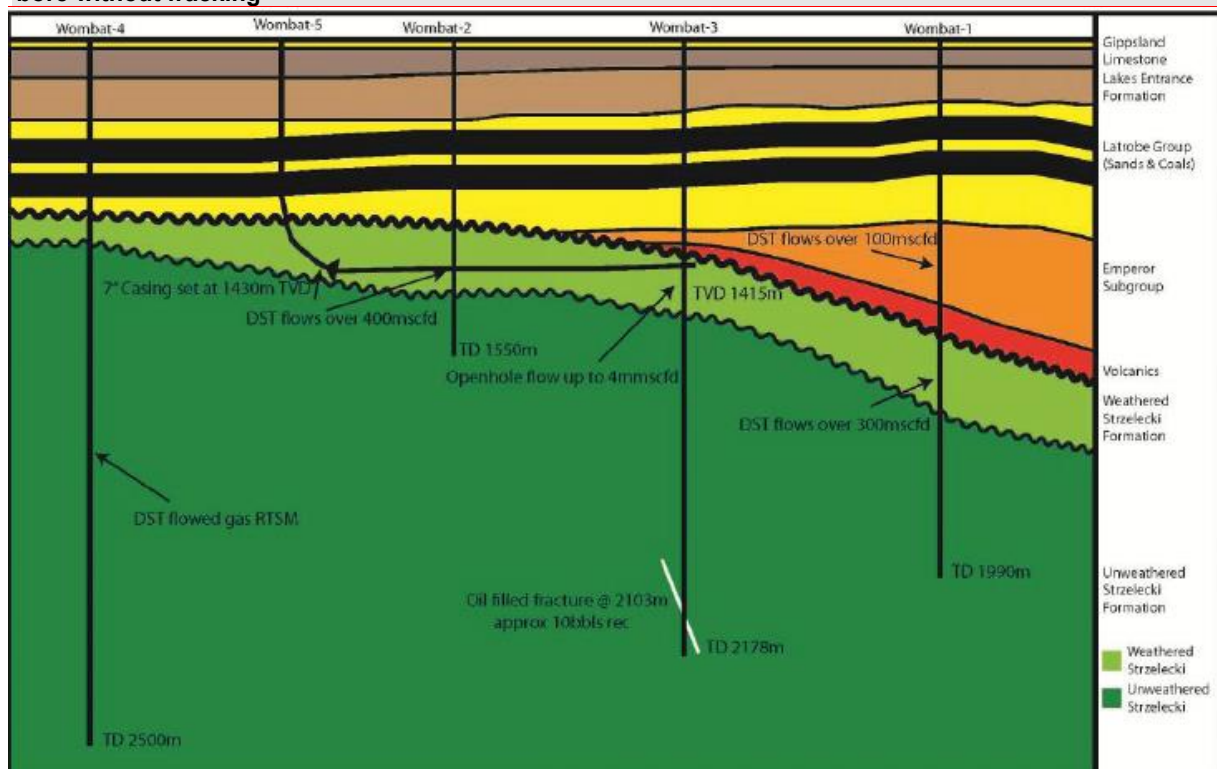 bore without fracking
Wombat-4
Wombat-5
Wombat-2
Wombat-3
Wombat-1
Gippsland
Limestone
Lakes Entrance
Formation
Latrobe Group
(Sands & Coals)
DST flows over 100mscfd
Emperor
Subgroup
7" Casing set at 1430m TVD
TVD 1415m
DST flows over 400mscfd
TD 1550m
Openhole flow up to 4mmscfd
Volcanics
Weathered
Strzelecki
Formation
DST flows over 300mscfd
DST flowed gas RTSM
TD 1990m
Unweathered
Strzelecki
Formation
Oil filled fracture @ 2103m
approx 10bbls rec
TD 2178m
Weathered
Strzelecki
Unweathered
Strzelecki
TD 2500m